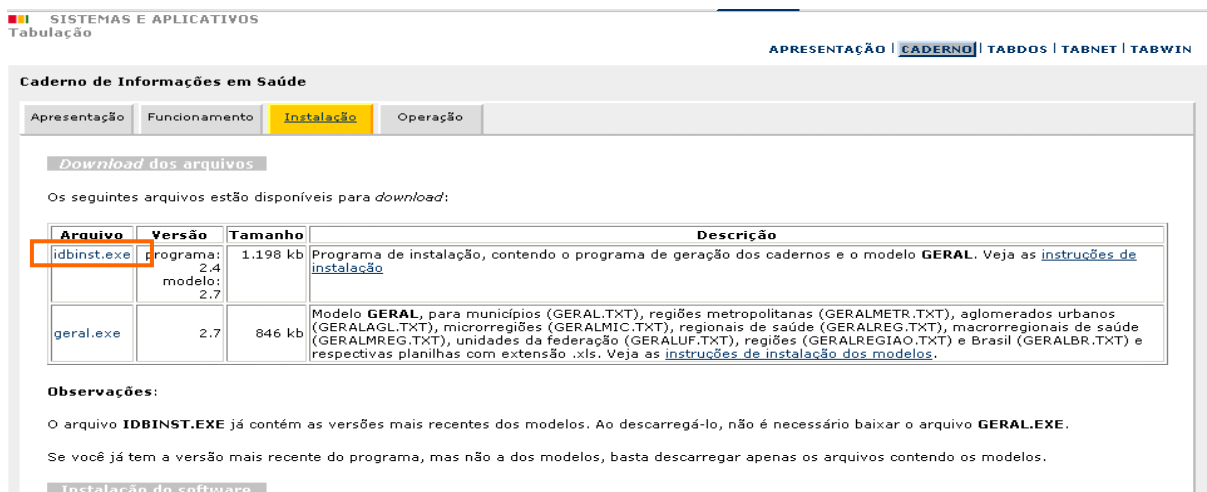 SISTEMAS E APLICATIVOS
Tabulação
APRESENTAÇÃO | CADERNO | TABDOS | TABNET | TABWIN
Caderno de Informações em Saúde
Apresentação Funcionamento Instalação Operação
Download dos arquivos
Os seguintes arquivos estão disponíveis para download:
Arquivo Versão Tamanho Descrição
idbinst.exe programa: 1.198 kb Programa de instalação, contendo o programa de geração dos cadernos e o modelo GERAL. Veja as instruções de
2.4 instalação
modelo:
2.7
geral.exe 2.7 846 kb Modelo GERAL, para municípios (GERAL.TXT), regiões metropolitanas (GERALMETR.TXT), aglomerados urbanos
(GERALAGL.TXT), microrregiões (GERALMIC.TXT), regionais de saúde (GERALREG.TXT), macrorregionais de saúde
(GERALMREG.TXT), unidades da federação (GERALUF.TXT), regiões (GERALREGIAO.TXT) e Brasil (GERALBR.TXT) e
respectivas planilhas com extensão .xls. Veja as instruções de instalação dos modelos.
Observações:
O arquivo IDBINST.EXE já contém as versões mais recentes dos modelos. Ao descarregá-lo, não é necessário baixar o arquivo GERAL.EXE.
Se você já tem a versão mais recente do programa, mas não a dos modelos, basta descarregar apenas os arquivos contendo os modelos.
Instalação do software